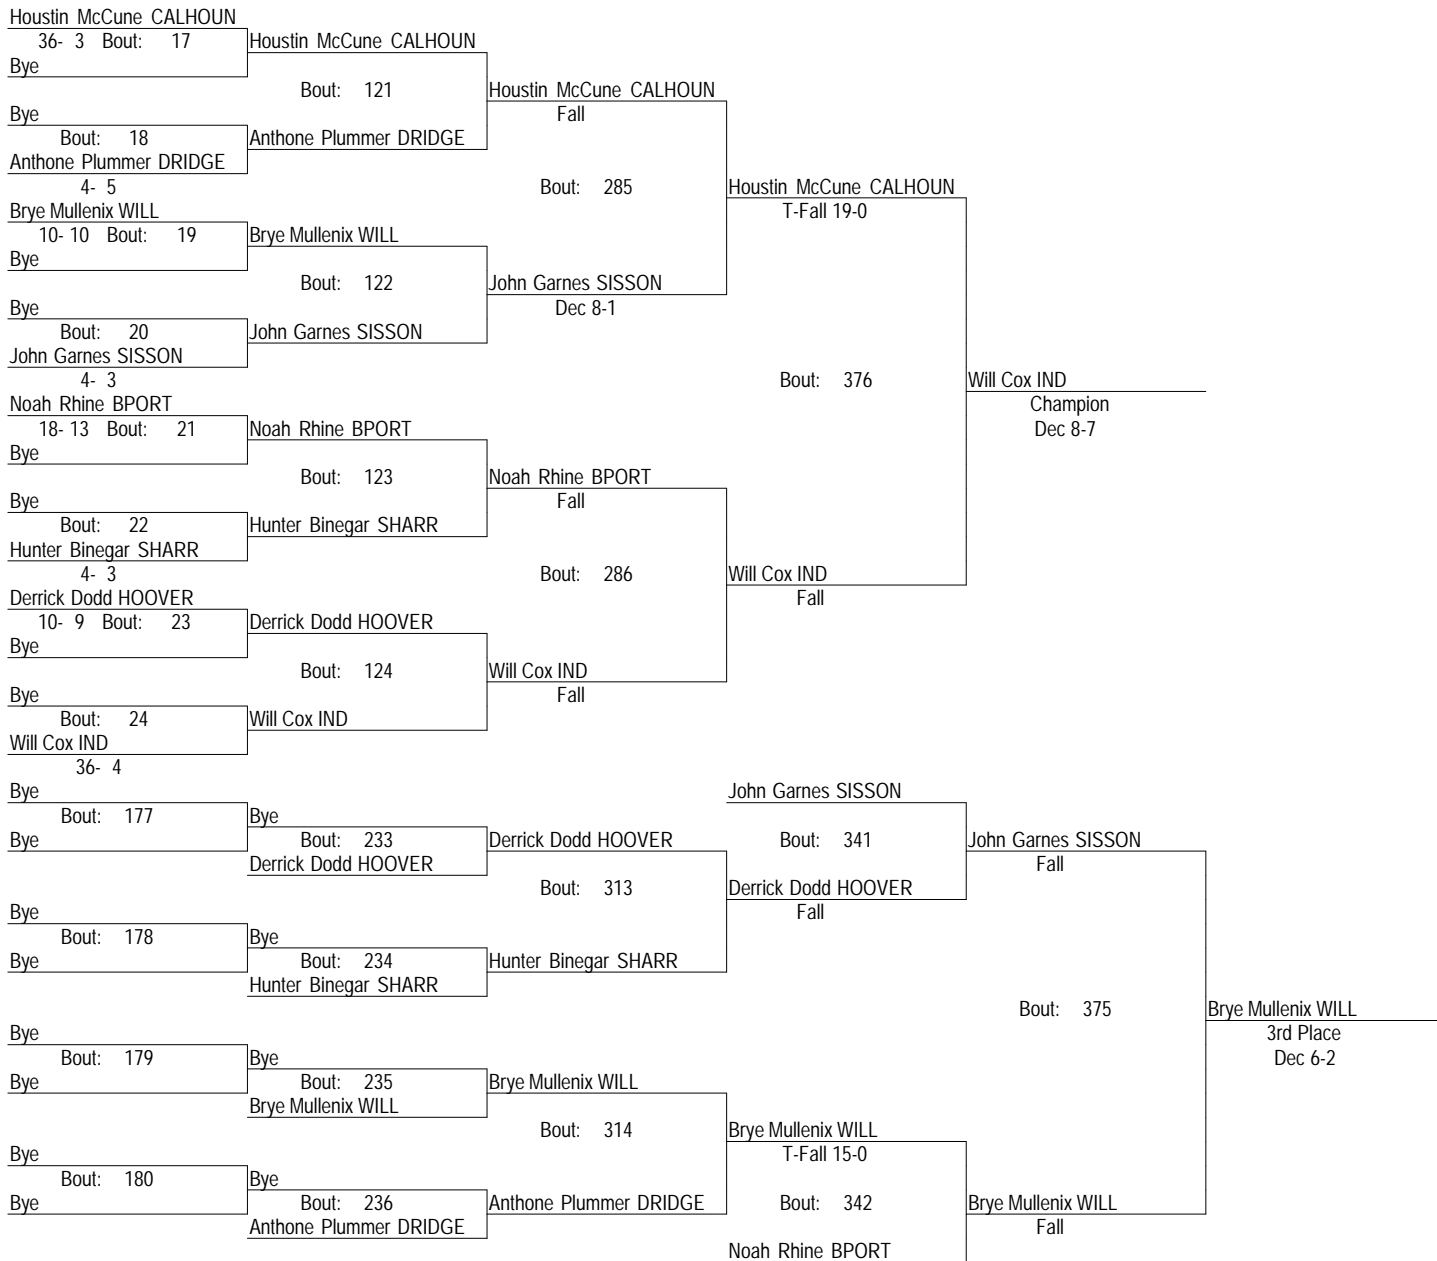 Houstin McCune CALHOUN
36- 3 Bout: 17 Houstin McCune CALHOUN
Bye
Bout: 121 Houstin McCune CALHOUN
Bye Fall
Bout: 18 Anthone Plummer DRIDGE
Anthone Plummer DRIDGE
4- 5 Bout: 285 Houstin McCune CALHOUN
Brye Mullenix WILL T-Fall 19-0
10- 10 Bout: 19 Brye Mullenix WILL
Bye
Bout: 122 John Garnes SISSON
Bye Dec 8-1
Bout: 20 John Garnes SISSON
John Garnes SISSON
4- 3 Bout: 376 Will Cox IND
Noah Rhine BPORT Champion
18- 13 Bout: 21 Noah Rhine BPORT Dec 8-7
Bye
Bout: 123 Noah Rhine BPORT
Bye Fall
Bout: 22 Hunter Binegar SHARR
Hunter Binegar SHARR
4- 3 Bout: 286 Will Cox IND
Derrick Dodd HOOVER Fall
10- 9 Bout: 23 Derrick Dodd HOOVER
Bye
Bout: 124 Will Cox IND
Bye Fall
Bout: 24 Will Cox IND
Will Cox IND
36- 4
Bye John Garnes SISSON
Bout: 177 Bye
Bye Bout: 233 Derrick Dodd HOOVER Bout: 341 John Garnes SISSON
Derrick Dodd HOOVER Fall
Bout: 313 Derrick Dodd HOOVER
Bye Fall
Bout: 178 Bye
Bye Bout: 234 Hunter Binegar SHARR
Hunter Binegar SHARR
Bout: 375 Brye Mullenix WILL
Bye 3rd Place
Bout: 179 Bye Dec 6-2
Bye Bout: 235 Brye Mullenix WILL
Brye Mullenix WILL
Bout: 314 Brye Mullenix WILL
Bye T-Fall 15-0
Bout: 180 Bye
Bye Bout: 236 Anthone Plummer DRIDGE Bout: 342 Brye Mullenix WILL
Anthone Plummer DRIDGE Fall
Noah Rhine BPORT